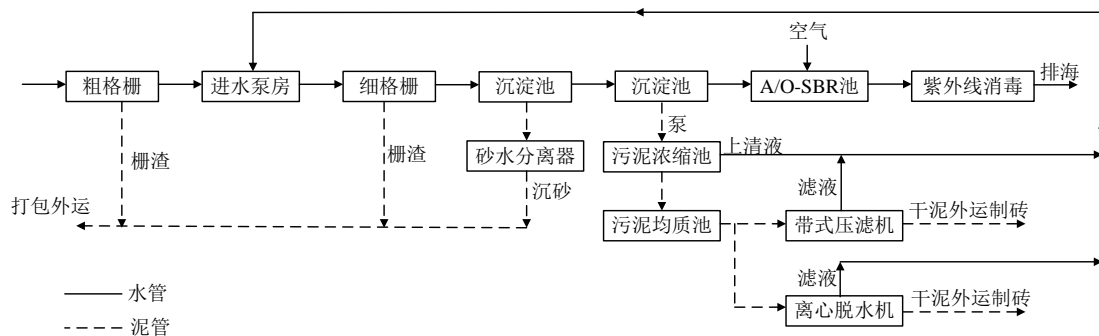 空气
粗格栅
进水泵房
细格栅
沉淀池
沉淀池
A/O-SBR池
紫外线消毒
排海
泵
栅渣
栅渣
砂水分离器
污泥浓缩池
上清液
沉砂
滤液
打包外运
污泥均质池
带式压滤机
干泥外运制砖
滤液
水管
离心脱水机
干泥外运制砖
泥管